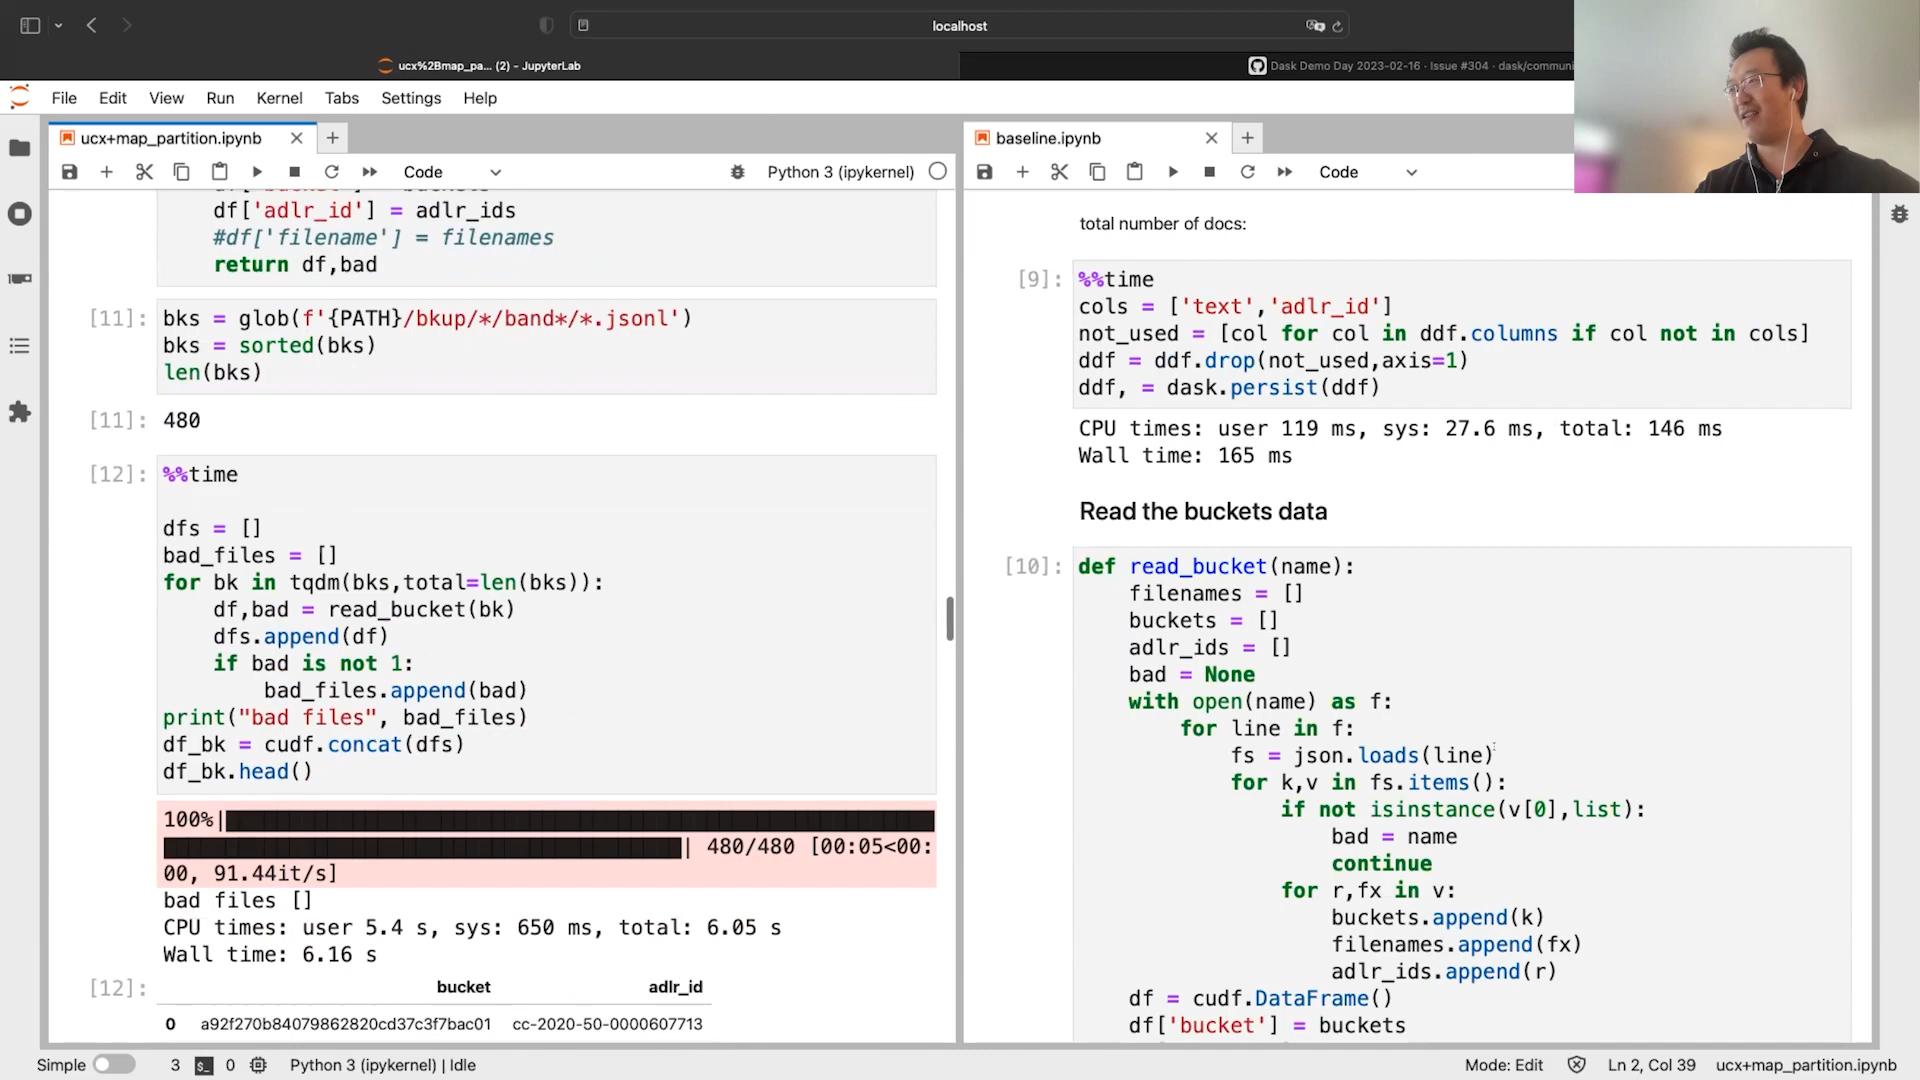 localhost
ucx%2Bmap_pa... (2) - JupyterLab
Dask Demo Day 2023-02-16 · Issue #304 · dask/communi
File Edit View Run Kernel Tabs Settings Help
ucx+map_partition.ipynb
Code
Python 3 (ipykernel)
df['adlr_id'] = adlr_ids
#df['filename'] = filenames
return df,bad
[11]:
bks = glob(f'{PATH}/bkup/*/band*/*.jsonl')
bks = sorted(bks)
len(bks)
[11]: 480
[12]:
%%time
dfs = []
bad_files = []
for bk in tqdm(bks,total=len(bks)):
df,bad = read_bucket(bk)
dfs.append(df)
if bad is not 1:
bad_files.append(bad)
print("bad files", bad_files)
df_bk = cudf.concat(dfs)
df_bk.head()
100%|
| 480/480 [00:05<00:
00, 91.44it/s]
bad files []
CPU times: user 5.4 s, sys: 650 ms, total: 6.05 s
Wall time: 6.16 s
[12]:
bucket adlr_id
0 a92f270b84079862820cd37c3f7bac01 cc-2020-50-0000607713
baseline.ipynb
Code
total number of docs:
[9]:
%%time
cols = ['text','adlr_id']
not_used = [col for col in ddf.columns if col not in cols]
ddf = ddf.drop(not_used,axis=1)
ddf, = dask.persist(ddf)
CPU times: user 119 ms, sys: 27.6 ms, total: 146 ms
Wall time: 165 ms
Read the buckets data
[10]:
def read_bucket(name):
filenames = []
buckets = []
adlr_ids = []
bad = None
with open(name) as f:
for line in f:
fs = json.loads(line)
for k,v in fs.items():
if not isinstance(v[0],list):
bad = name
continue
for r,fx in v:
buckets.append(k)
filenames.append(fx)
adlr_ids.append(r)
df = cudf.DataFrame()
df['bucket'] = buckets
Simple 3 0 Python 3 (ipykernel) | Idle
Mode: Edit Ln 2, Col 39 ucx+map_partition.ipynb